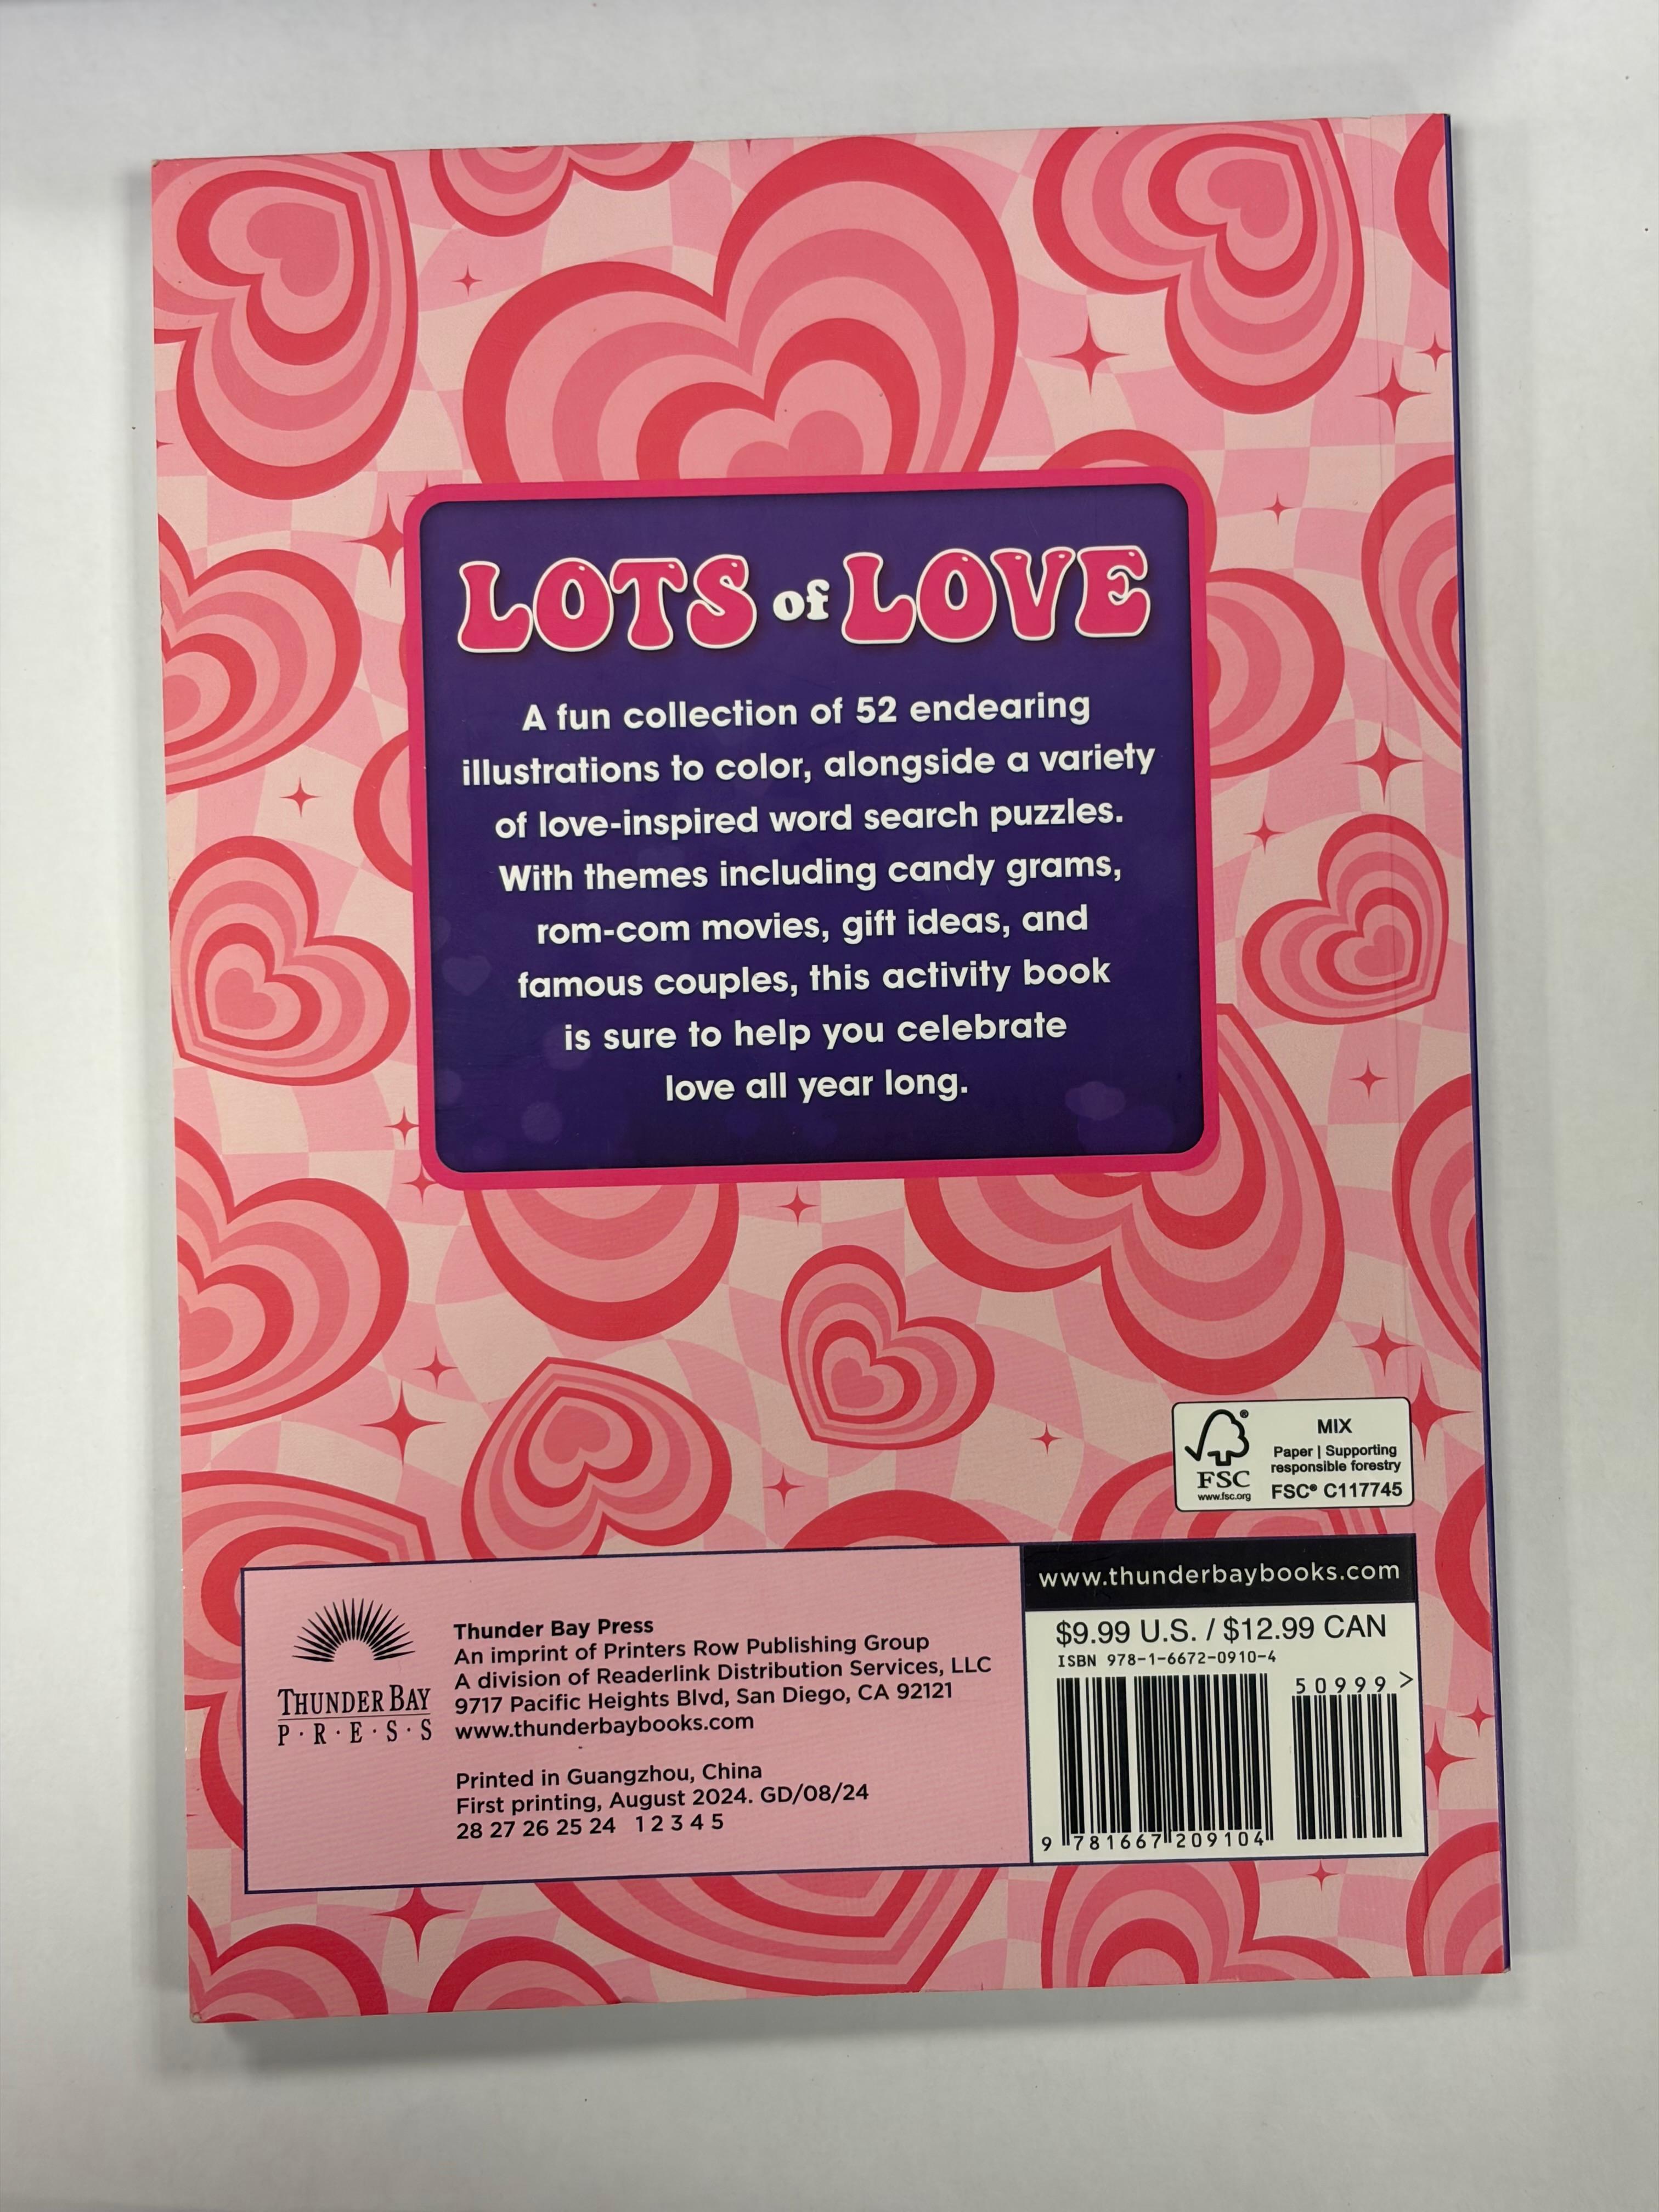 LOTS of LOVE
A fun collection of 52 endearing
illustrations to color, alongside a variety
of love-inspired word search puzzles.
With themes including candy grams,
rom-com movies, gift ideas, and
famous couples, this activity book
is sure to help you celebrate
love all year long.
FSC
www.fsc.org
MIX
Paper | Supporting
responsible forestry
FSC® C117745
THUNDER BAY
P·R·E·S·S
Thunder Bay Press
An imprint of Printers Row Publishing Group
A division of Readerlink Distribution Services, LLC
9717 Pacific Heights Blvd, San Diego, CA 92121
www.thunderbaybooks.com
Printed in Guangzhou, China
First printing, August 2024. GD/08/24
28 27 26 25 24 1 2 3 4 5
www.thunderbaybooks.com
$9.99 U.S. / $12.99 CAN
ISBN 978-1-6672-0910-4
50999>
9 781667 209104